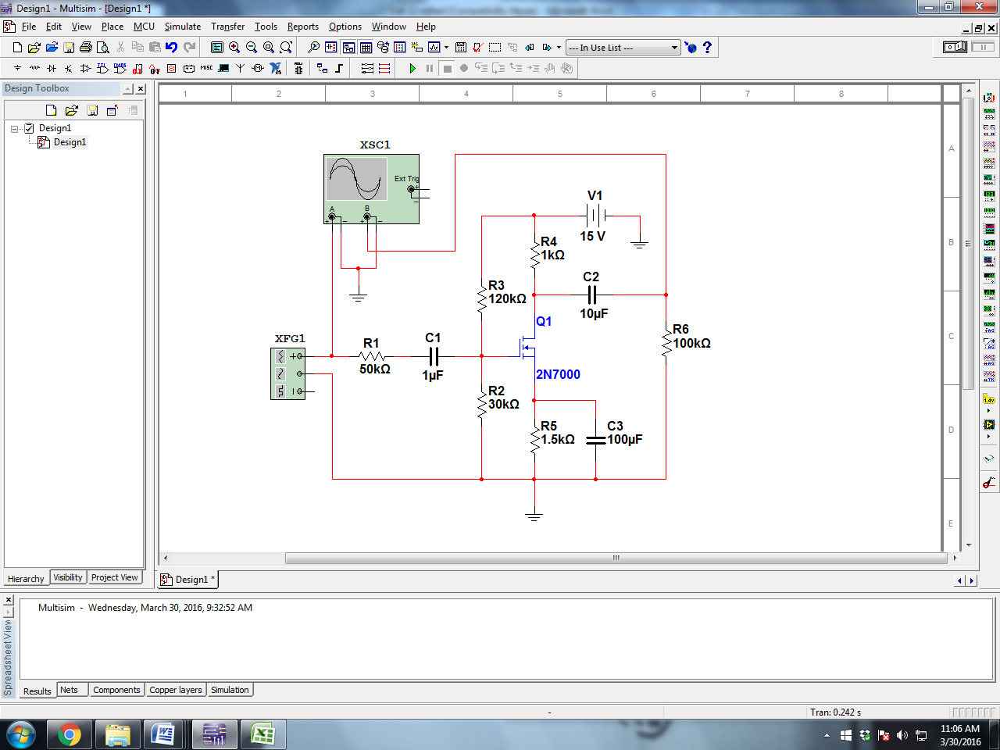 Design1 - Multisim - [Design1 *]
File Edit View Place MCU Simulate Transfer Tools Reports Options Window Help
--- In Use List ---
MISC
Design Toolbox
Design1
Design1
1 2 3 4 5 6 7 8
A
B
C
D
E
XSC1
Ext Trig
A
B
V1
15 V
R4
1kΩ
R3
120kΩ
C2
10µF
Q1
2N7000
R6
100kΩ
XFG1
R1
50kΩ
C1
1µF
R2
30kΩ
R5
1.5kΩ
C3
100µF
Hierarchy Visibility Project View
Design1 *
Multisim - Wednesday, March 30, 2016, 9:32:52 AM
Spreadsheet View
Results Nets Components Copper layers Simulation
-
Tran: 0.242 s
11:06 AM
3/30/2016